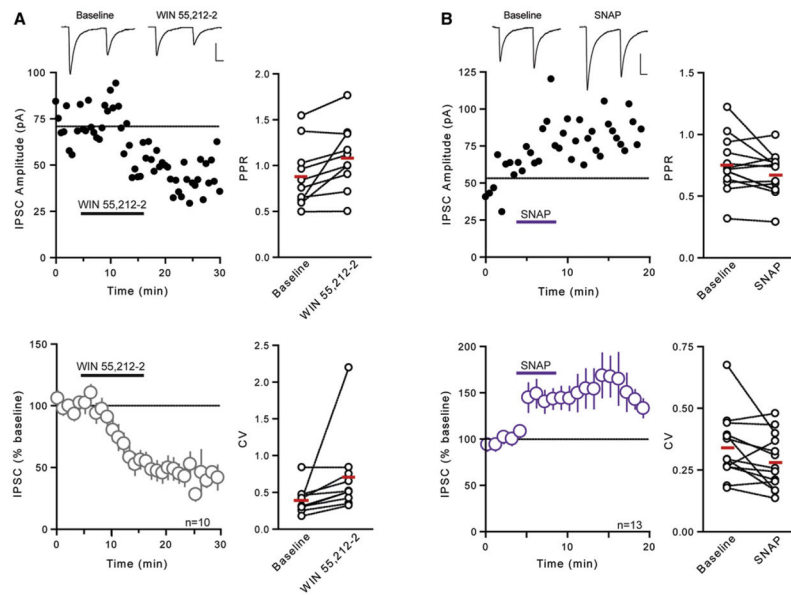 A
Baseline
WIN 55,212-2
100
75
50
25
0
IPSC Amplitude (pA)
WIN 55,212-2
0
10
20
30
Time (min)
2.0
1.5
1.0
0.5
0.0
PPR
Baseline
WIN 55,212-2
150
100
50
0
IPSC (% baseline)
WIN 55,212-2
n=10
0
10
20
30
Time (min)
2.5
2.0
1.5
1.0
0.5
0.0
CV
Baseline
WIN 55,212-2
B
Baseline
SNAP
125
100
75
50
25
0
IPSC Amplitude (pA)
SNAP
0
10
20
Time (min)
1.5
1.0
0.5
0.0
PPR
Baseline
SNAP
200
150
100
50
0
IPSC (% baseline)
SNAP
n=13
0
10
20
Time (min)
0.75
0.50
0.25
0.00
CV
Baseline
SNAP